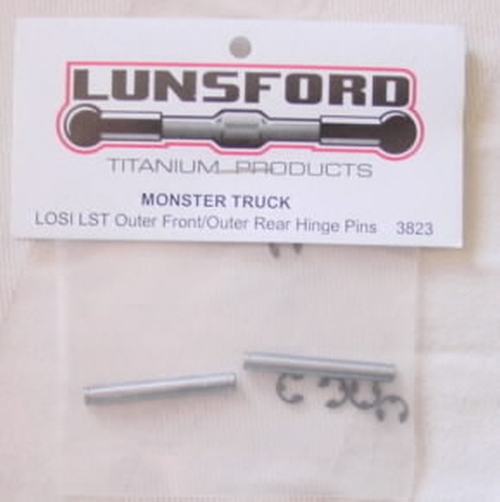 LUNSFORD
TITANIUM PRODUCTS
MONSTER TRUCK
LOSI LST Outer Front/Outer Rear Hinge Pins 3823